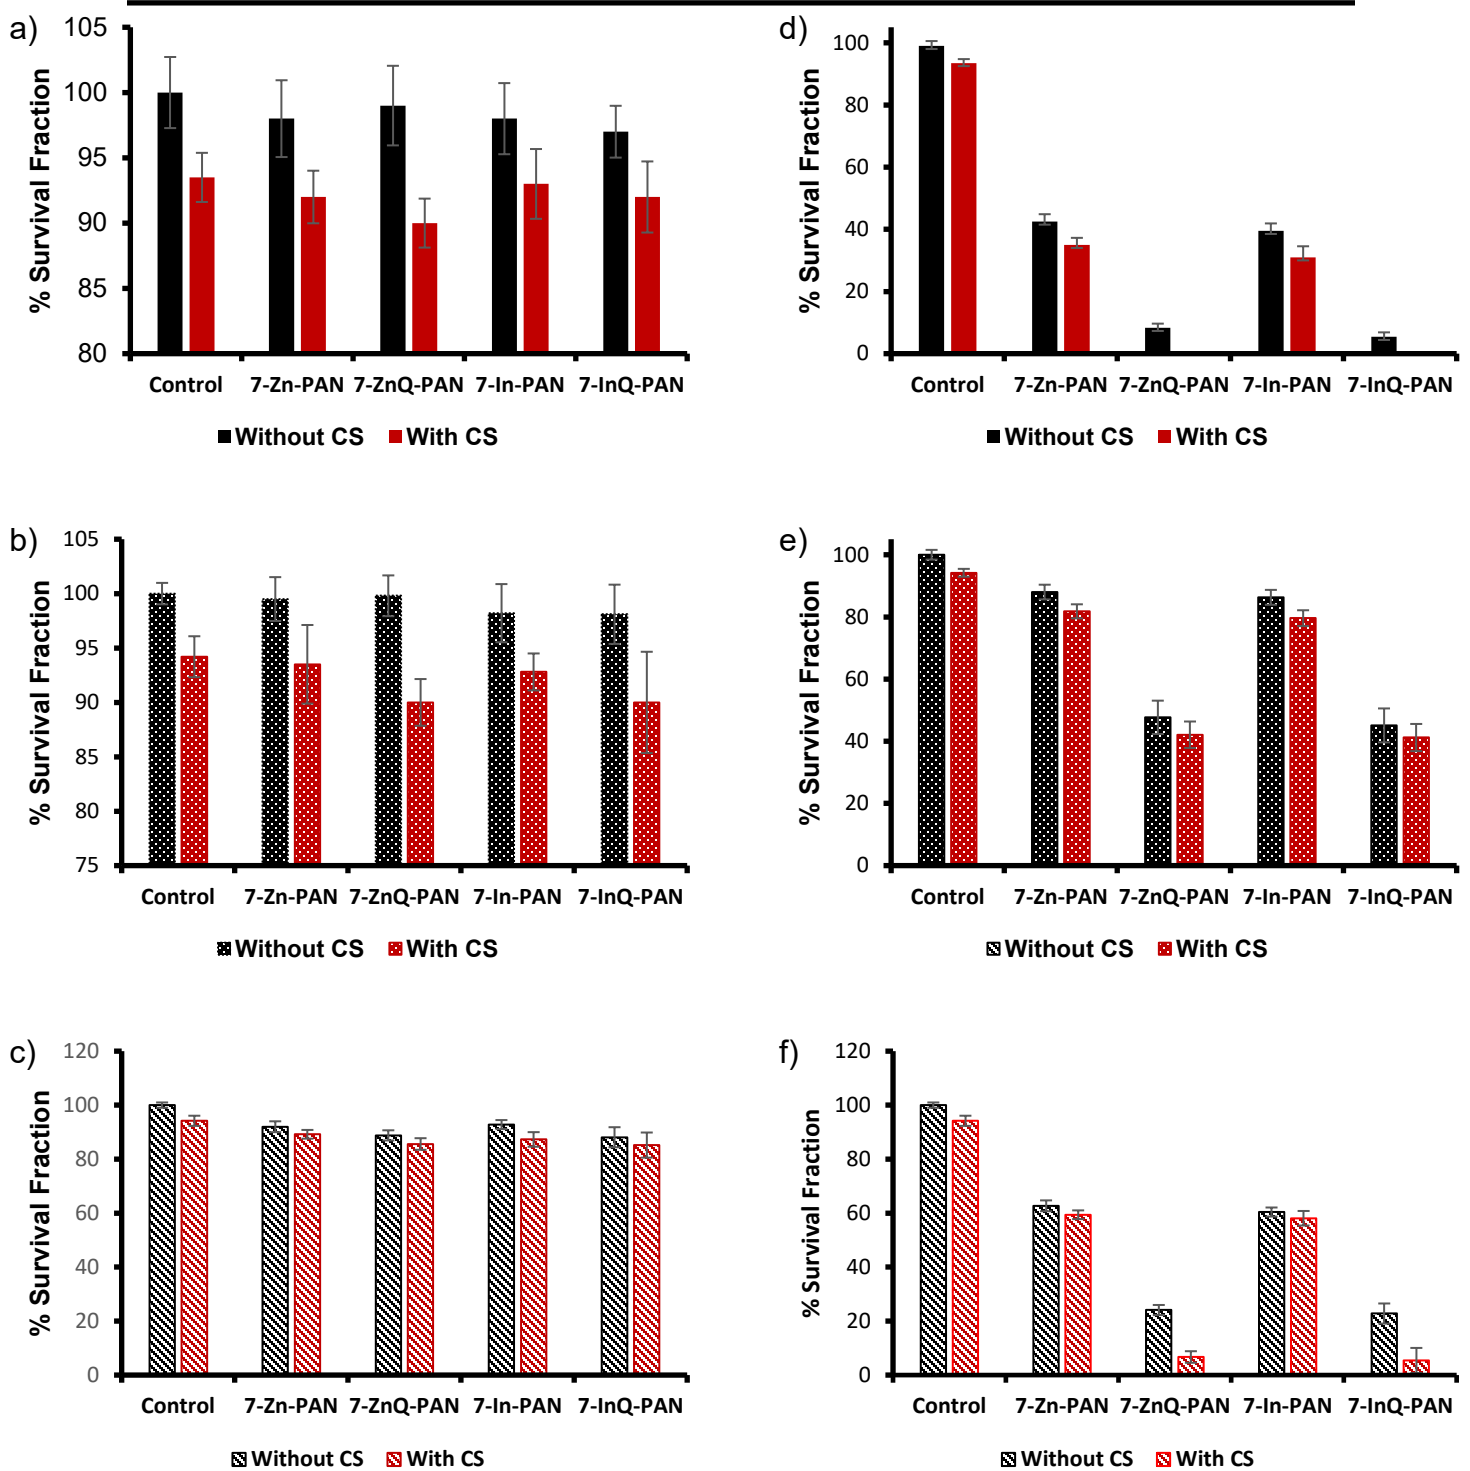 a)
% Survival Fraction
105
100
95
90
85
80
Control 7-Zn-PAN 7-ZnQ-PAN 7-In-PAN 7-InQ-PAN
Without CS With CS
d)
% Survival Fraction
100
80
60
40
20
0
Control 7-Zn-PAN 7-ZnQ-PAN 7-In-PAN 7-InQ-PAN
Without CS With CS
b)
% Survival Fraction
105
100
95
90
85
80
75
Control 7-Zn-PAN 7-ZnQ-PAN 7-In-PAN 7-InQ-PAN
Without CS With CS
e)
% Survival Fraction
100
80
60
40
20
0
Control 7-Zn-PAN 7-ZnQ-PAN 7-In-PAN 7-InQ-PAN
Without CS With CS
c)
% Survival Fraction
120
100
80
60
40
20
0
Control 7-Zn-PAN 7-ZnQ-PAN 7-In-PAN 7-InQ-PAN
Without CS With CS
f)
% Survival Fraction
120
100
80
60
40
20
0
Control 7-Zn-PAN 7-ZnQ-PAN 7-In-PAN 7-InQ-PAN
Without CS With CS